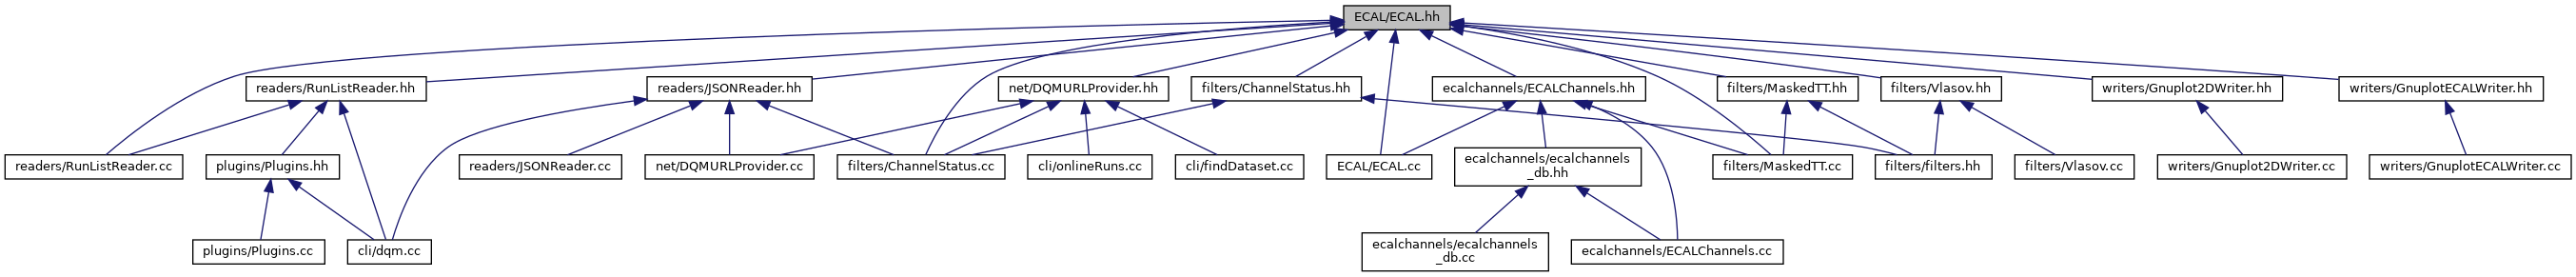 ECAL/ECAL.hh
readers/RunListReader.hh
readers/JSONReader.hh
net/DQMURLProvider.hh
filters/ChannelStatus.hh
ecalchannels/ECALChannels.hh
filters/MaskedTT.hh
filters/Vlasov.hh
writers/Gnuplot2DWriter.hh
writers/GnuplotECALWriter.hh
readers/RunListReader.cc
plugins/Plugins.hh
readers/JSONReader.cc
net/DQMURLProvider.cc
filters/ChannelStatus.cc
cli/onlineRuns.cc
cli/findDataset.cc
ECAL/ECAL.cc
ecalchannels/ecalchannels
_db.hh
filters/MaskedTT.cc
filters/filters.hh
filters/Vlasov.cc
writers/Gnuplot2DWriter.cc
writers/GnuplotECALWriter.cc
plugins/Plugins.cc
cli/dqm.cc
ecalchannels/ecalchannels
_db.cc
ecalchannels/ECALChannels.cc